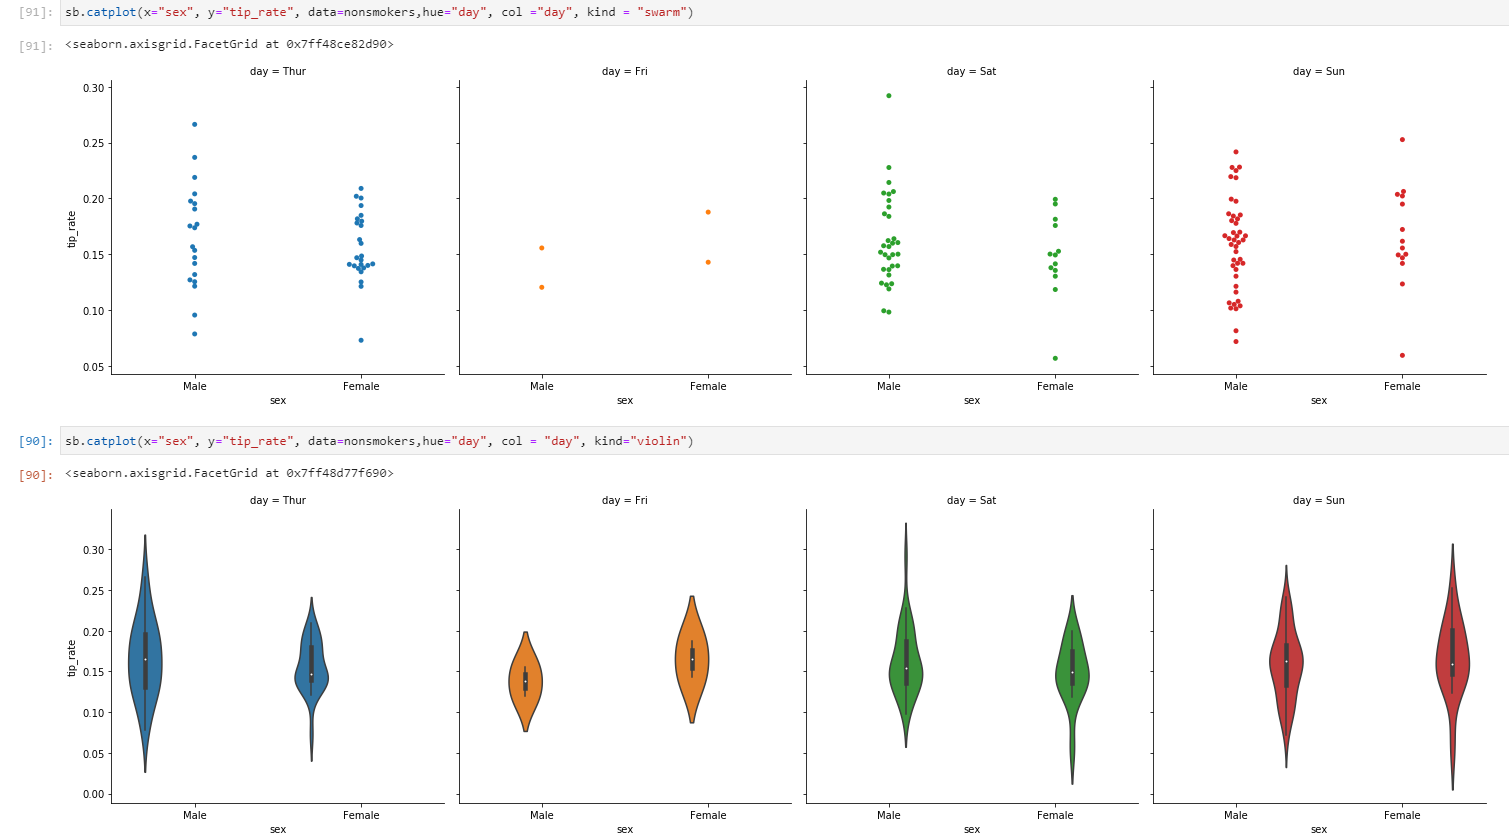 [91]: sb.catplot(x="sex", y="tip_rate", data=nonsmokers,hue="day", col ="day", kind = "swarm")
[91]: <seaborn.axisgrid.FacetGrid at 0x7ff48ce82d90>
day = Thur day = Fri day = Sat day = Sun
0.30
0.25
0.20
tip_rate
0.15
0.10
0.05
Male Female Male Female Male Female Male Female
sex sex sex sex
[90]: sb.catplot(x="sex", y="tip_rate", data=nonsmokers,hue="day", col = "day", kind="violin")
[90]: <seaborn.axisgrid.FacetGrid at 0x7ff48d77f690>
day = Thur day = Fri day = Sat day = Sun
0.30
0.25
0.20
tip_rate
0.15
0.10
0.05
0.00
Male Female Male Female Male Female Male Female
sex sex sex sex